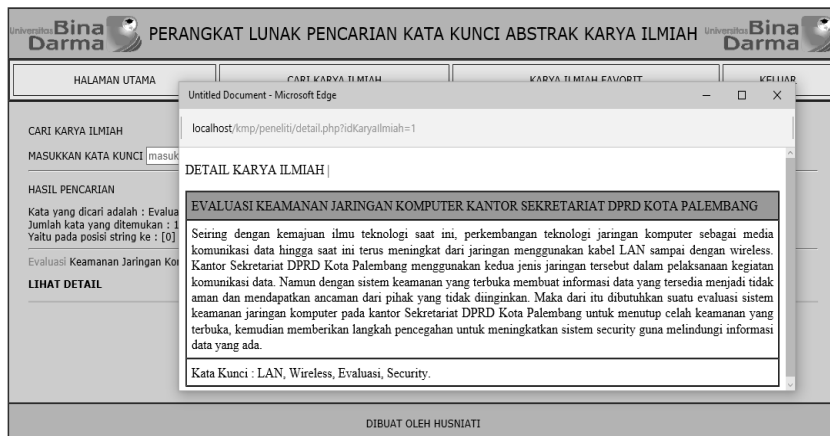 Universitas Bina Darma PERANGKAT LUNAK PENCARIAN KATA KUNCI ABSTRAK KARYA ILMIAH Universitas Bina Darma
HALAMAN UTAMA CARI KARYA ILMIAH KARYA ILMIAH FAVORIT KELUAR
Untitled Document - Microsoft Edge
localhost/kmp/peneliti/detail.php?idKaryaIlmiah=1
CARI KARYA ILMIAH
MASUKKAN KATA KUNCI masuk
HASIL PENCARIAN
Kata yang dicari adalah : Evalua
Jumlah kata yang ditemukan : 1
Yaitu pada posisi string ke : [0]
Evaluasi Keamanan Jaringan Kor
LIHAT DETAIL
DETAIL KARYA ILMIAH |
EVALUASI KEAMANAN JARINGAN KOMPUTER KANTOR SEKRETARIAT DPRD KOTA PALEMBANG
Seiring dengan kemajuan ilmu teknologi saat ini, perkembangan teknologi jaringan komputer sebagai media
komunikasi data hingga saat ini terus meningkat dari jaringan menggunakan kabel LAN sampai dengan wireless.
Kantor Sekretariat DPRD Kota Palembang menggunakan kedua jenis jaringan tersebut dalam pelaksanaan kegiatan
komunikasi data. Namun dengan sistem keamanan yang terbuka membuat informasi data yang tersedia menjadi tidak
aman dan mendapatkan ancaman dari pihak yang tidak diinginkan. Maka dari itu dibutuhkan suatu evaluasi sistem
keamanan jaringan komputer pada kantor Sekretariat DPRD Kota Palembang untuk menutup celah keamanan yang
terbuka, kemudian memberikan langkah pencegahan untuk meningkatkan sistem security guna melindungi informasi
data yang ada.
Kata Kunci : LAN, Wireless, Evaluasi, Security.
DIBUAT OLEH HUSNIATI